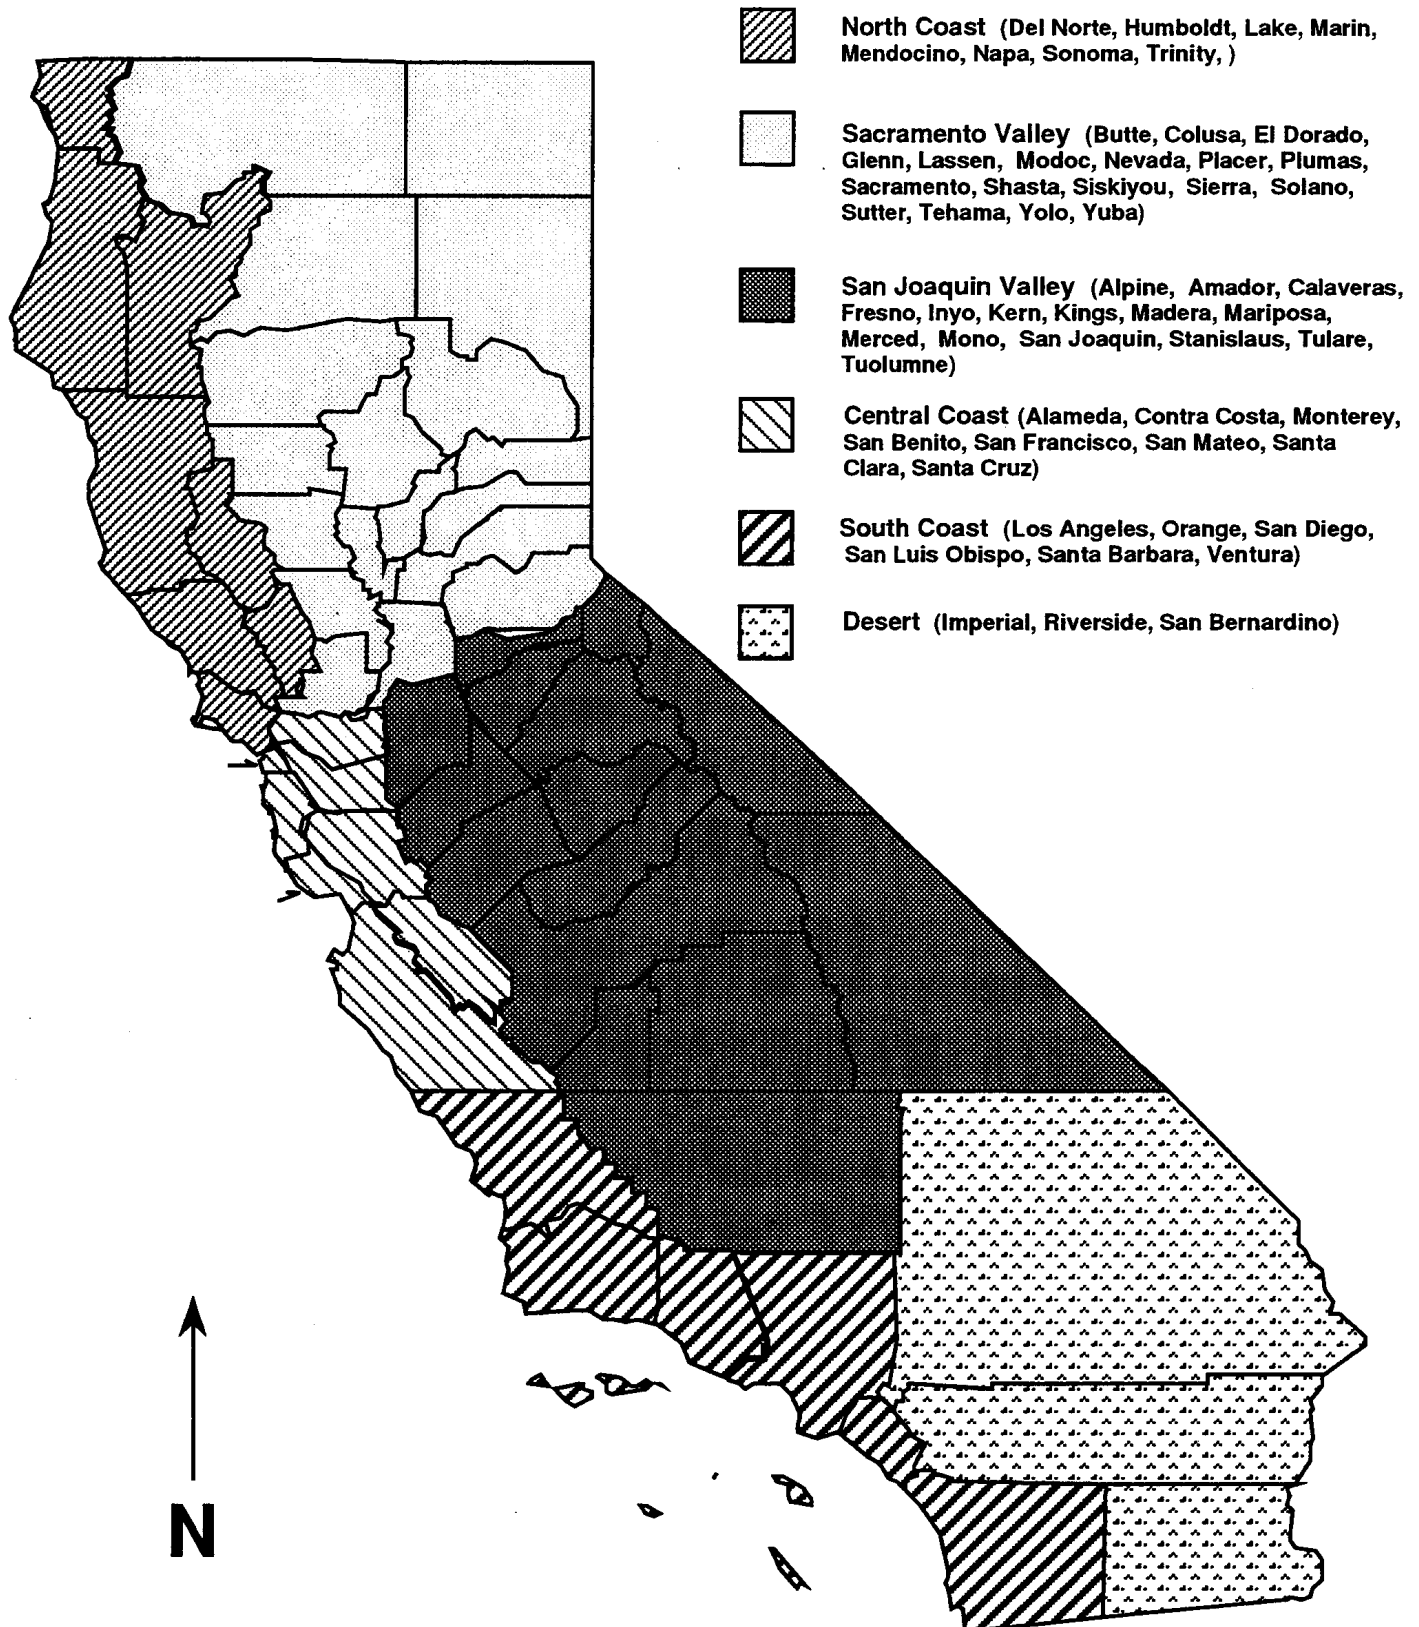 North Coast (Del Norte, Humboldt, Lake, Marin,
Mendocino, Napa, Sonoma, Trinity, )
Sacramento Valley (Butte, Colusa, El Dorado,
Glenn, Lassen, Modoc, Nevada, Placer, Plumas,
Sacramento, Shasta, Siskiyou, Sierra, Solano,
Sutter, Tehama, Yolo, Yuba)
San Joaquin Valley (Alpine, Amador, Calaveras,
Fresno, Inyo, Kern, Kings, Madera, Mariposa,
Merced, Mono, San Joaquin, Stanislaus, Tulare,
Tuolumne)
Central Coast (Alameda, Contra Costa, Monterey,
San Benito, San Francisco, San Mateo, Santa
Clara, Santa Cruz)
South Coast (Los Angeles, Orange, San Diego,
San Luis Obispo, Santa Barbara, Ventura)
Desert (Imperial, Riverside, San Bernardino)
N